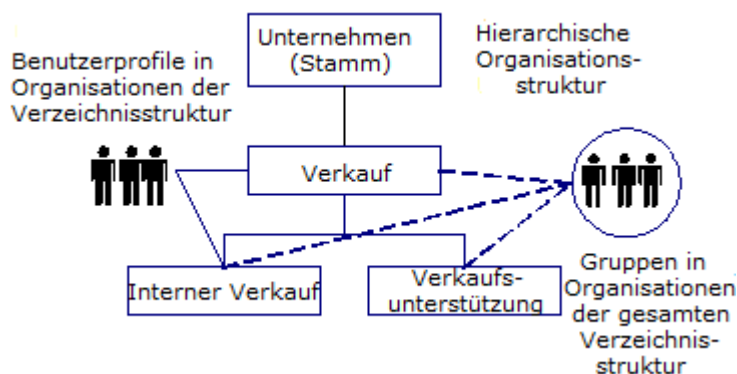 Unternehmen
(Stamm)
Hierarchische
Organisations-
struktur
Benutzerprofile in
Organisationen der
Verzeichnisstruktur
Verkauf
Interner Verkauf
Verkaufs-
unterstützung
Gruppen in
Organisationen
der gesamten
Verzeichnis-
struktur